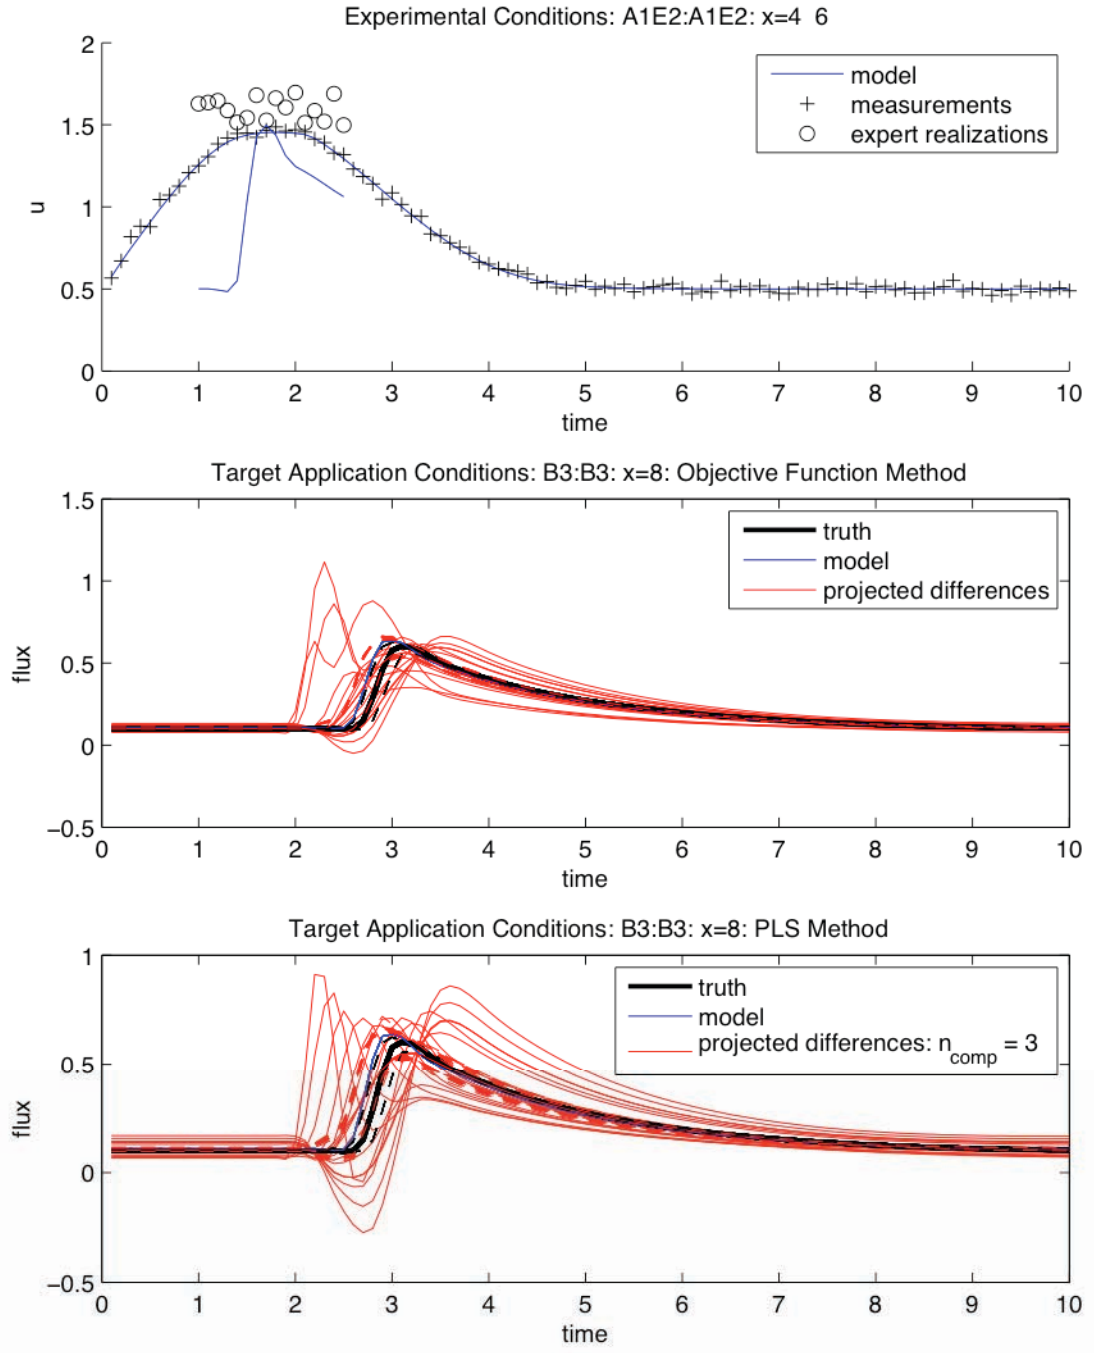 Experimental Conditions: A1E2:A1E2: x=4 6
2
1.5
1
0.5
0
u
model
measurements
expert realizations
0 1 2 3 4 5 6 7 8 9 10
time
Target Application Conditions: B3:B3: x=8: Objective Function Method
1.5
1
0.5
0
−0.5
flux
truth
model
projected differences
0 1 2 3 4 5 6 7 8 9 10
time
Target Application Conditions: B3:B3: x=8: PLS Method
1
0.5
0
−0.5
flux
truth
model
projected differences: n_comp = 3
0 1 2 3 4 5 6 7 8 9 10
time